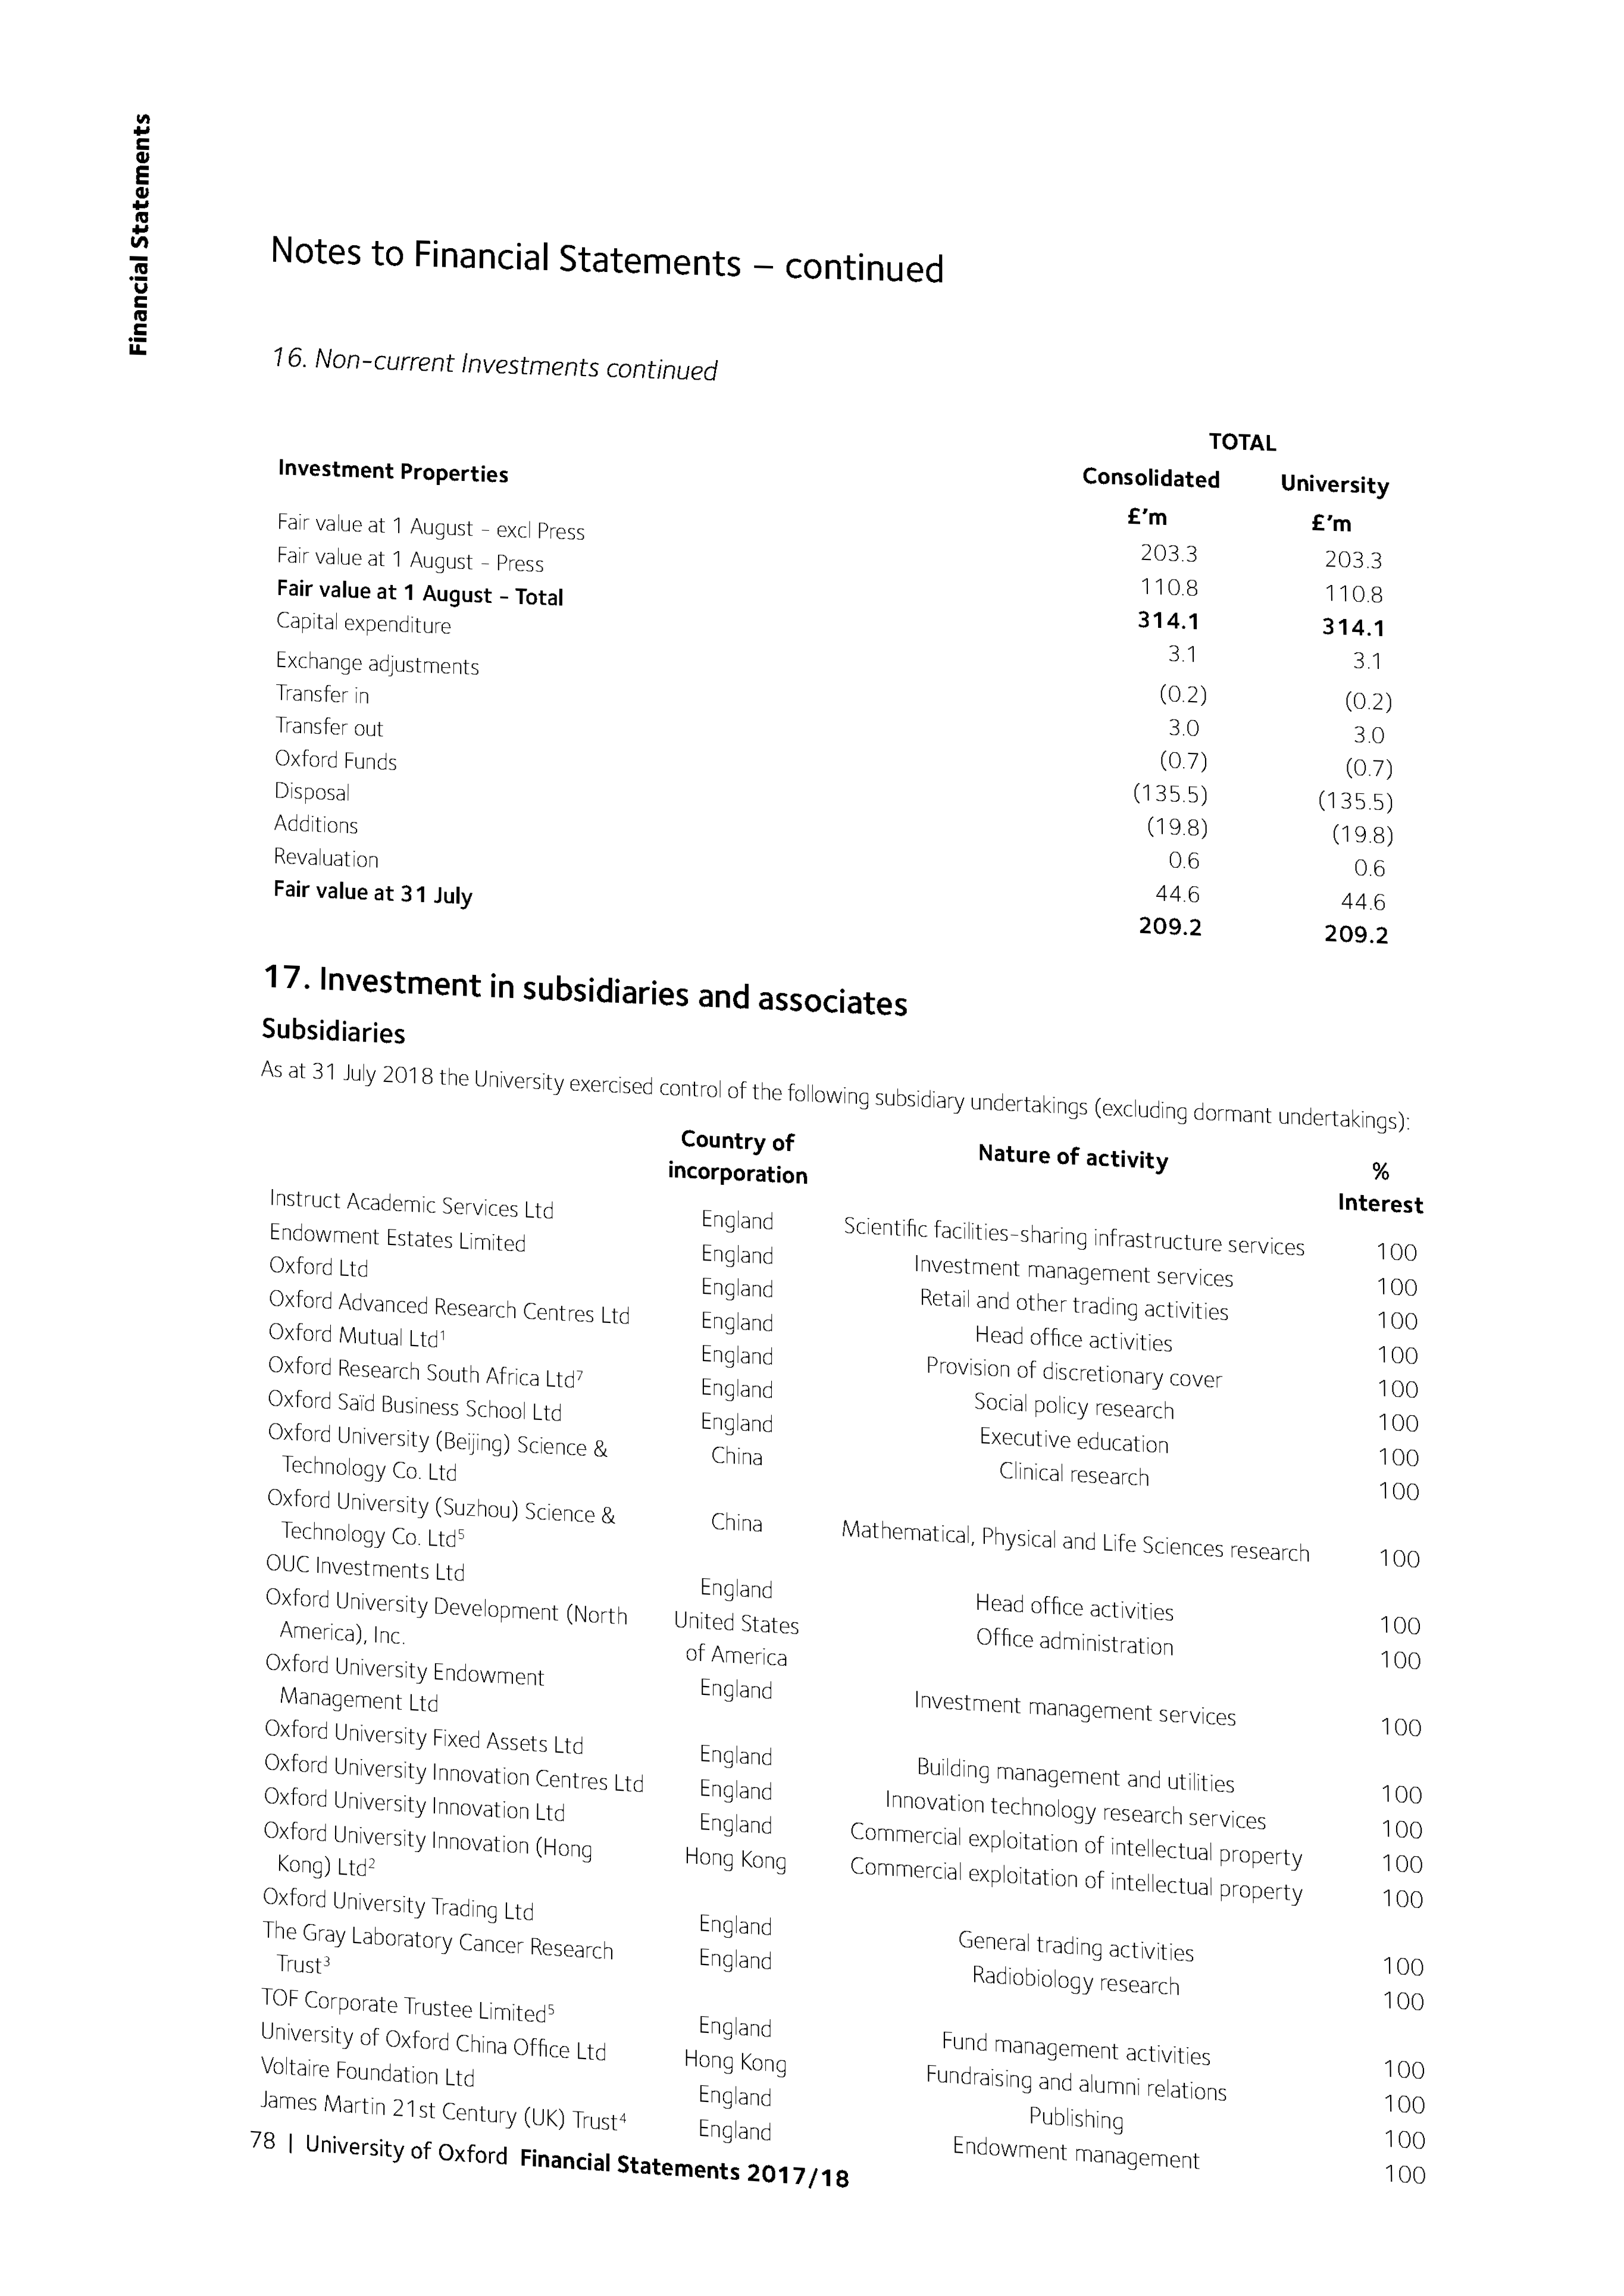 Financial Statements
Notes to Financial Statements – continued
16. Non-current Investments continued
TOTAL
Investment Properties Consolidated University
£'m £'m
Fair value at 1 August – excl Press 203.3 203.3
Fair value at 1 August – Press 110.8 110.8
Fair value at 1 August – Total 314.1 314.1
Capital expenditure 3.1 3.1
Exchange adjustments (0.2) (0.2)
Transfer in 3.0 3.0
Transfer out (0.7) (0.7)
Oxford Funds (135.5) (135.5)
Disposal (19.8) (19.8)
Additions 0.6 0.6
Revaluation 44.6 44.6
Fair value at 31 July 209.2 209.2
17. Investment in subsidiaries and associates
Subsidiaries
As at 31 July 2018 the University exercised control of the following subsidiary undertakings (excluding dormant undertakings):
Country of Nature of activity %
incorporation Interest
Instruct Academic Services Ltd England Scientific facilities-sharing infrastructure services 100
Endowment Estates Limited England Investment management services 100
Oxford Ltd England Retail and other trading activities 100
Oxford Advanced Research Centres Ltd England Head office activities 100
Oxford Mutual Ltd¹ England Provision of discretionary cover 100
Oxford Research South Africa Ltd⁷ England Social policy research 100
Oxford Saïd Business School Ltd England Executive education 100
Oxford University (Beijing) Science & China Clinical research 100
Technology Co. Ltd
Oxford University (Suzhou) Science & China Mathematical, Physical and Life Sciences research 100
Technology Co. Ltd⁵
OUC Investments Ltd England Head office activities 100
Oxford University Development (North United States Office administration 100
America), Inc. of America
Oxford University Endowment England Investment management services 100
Management Ltd
Oxford University Fixed Assets Ltd England Building management and utilities 100
Oxford University Innovation Centres Ltd England Innovation technology research services 100
Oxford University Innovation Ltd England Commercial exploitation of intellectual property 100
Oxford University Innovation (Hong Hong Kong Commercial exploitation of intellectual property 100
Kong) Ltd²
Oxford University Trading Ltd England General trading activities 100
The Gray Laboratory Cancer Research England Radiobiology research 100
Trust³
TOF Corporate Trustee Limited⁵ England Fund management activities 100
University of Oxford China Office Ltd Hong Kong Fundraising and alumni relations 100
Voltaire Foundation Ltd England Publishing 100
James Martin 21st Century (UK) Trust⁴ England Endowment management 100
78 | University of Oxford Financial Statements 2017/18